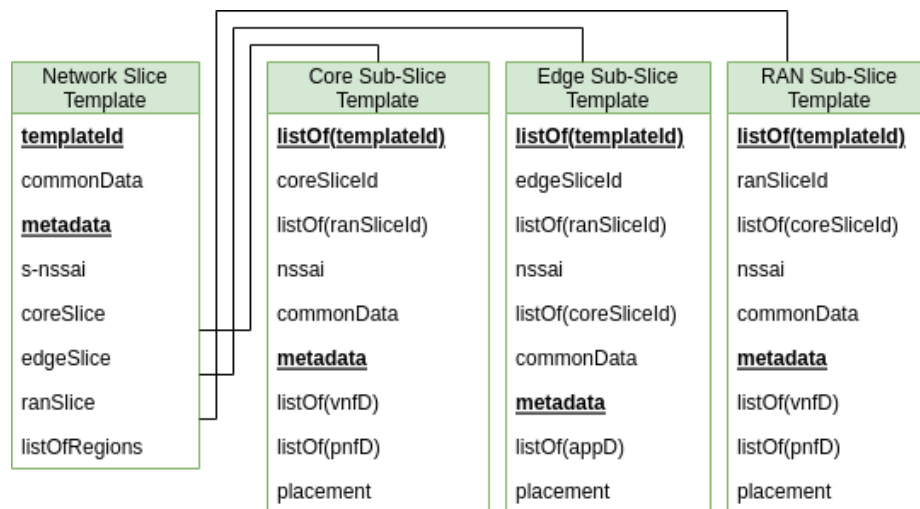 Network Slice
Template
templateId
commonData
metadata
s-nssai
coreSlice
edgeSlice
ranSlice
listOfRegions
Core Sub-Slice
Template
listOf(templateId)
coreSliceId
listOf(ranSliceId)
nssai
commonData
metadata
listOf(vnfD)
listOf(pnfD)
placement
Edge Sub-Slice
Template
listOf(templateId)
edgeSliceId
listOf(ranSliceId)
nssai
listOf(coreSliceId)
commonData
metadata
listOf(appD)
placement
RAN Sub-Slice
Template
listOf(templateId)
ranSliceId
listOf(coreSliceId)
nssai
commonData
metadata
listOf(vnfD)
listOf(pnfD)
placement